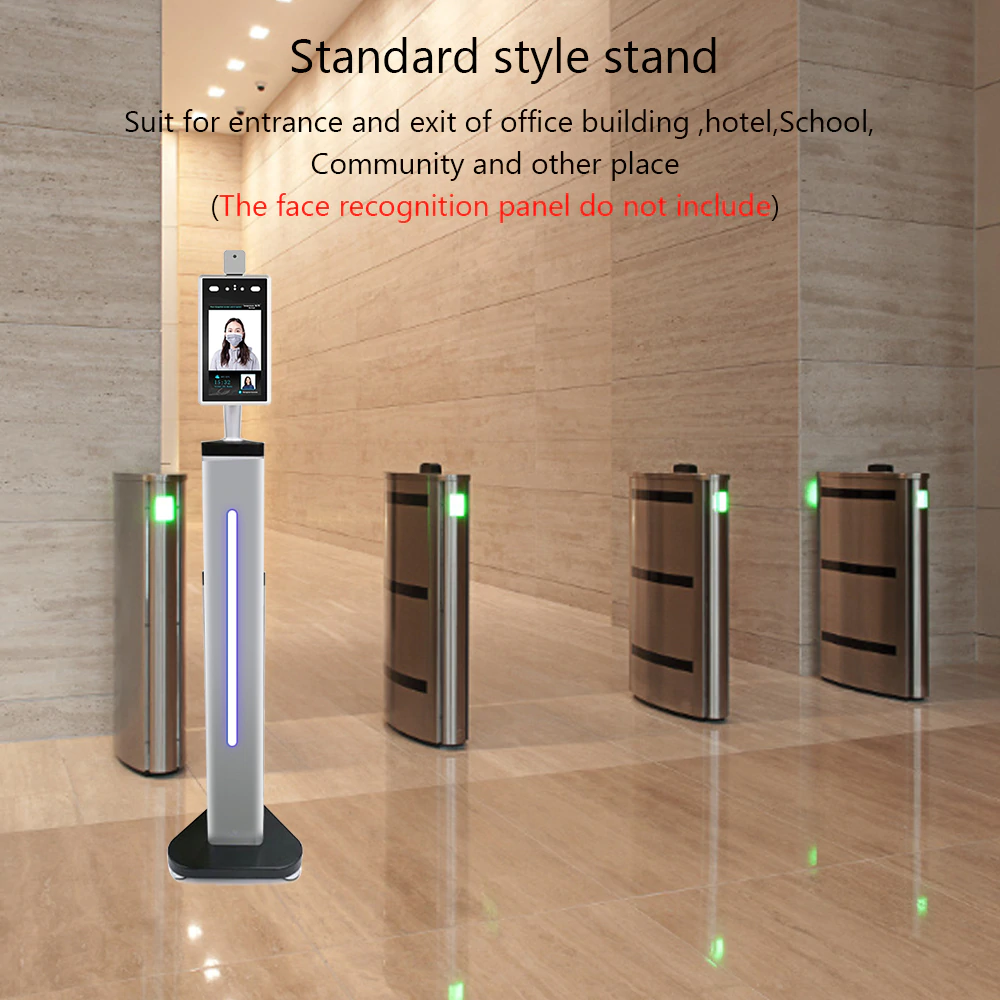 Standard style stand
Suit for entrance and exit of office building ,hotel,School,
Community and other place
(The face recognition panel do not include)